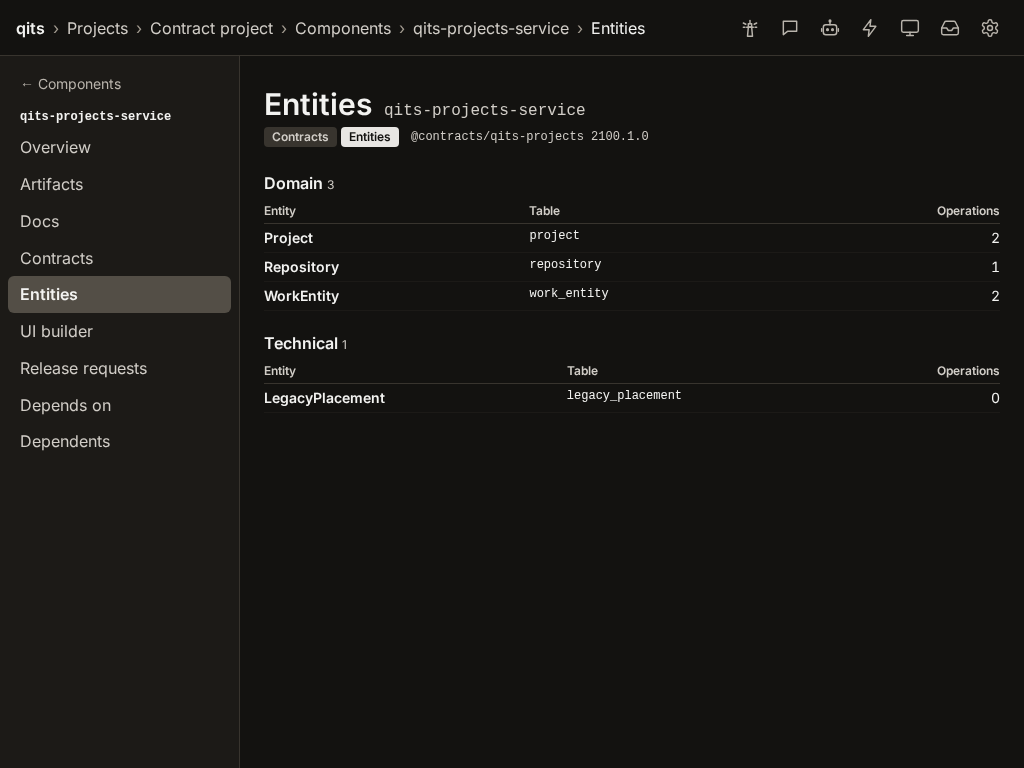 qits › Projects › Contract project › Components › qits-projects-service › Entities
← Components
qits-projects-service
Overview
Artifacts
Docs
Contracts
Entities
UI builder
Release requests
Depends on
Dependents
Entities qits-projects-service
Contracts Entities @contracts/qits-projects 2100.1.0
Domain 3
Entity Table Operations
Project project 2
Repository repository 1
WorkEntity work_entity 2
Technical 1
Entity Table Operations
LegacyPlacement legacy_placement 0